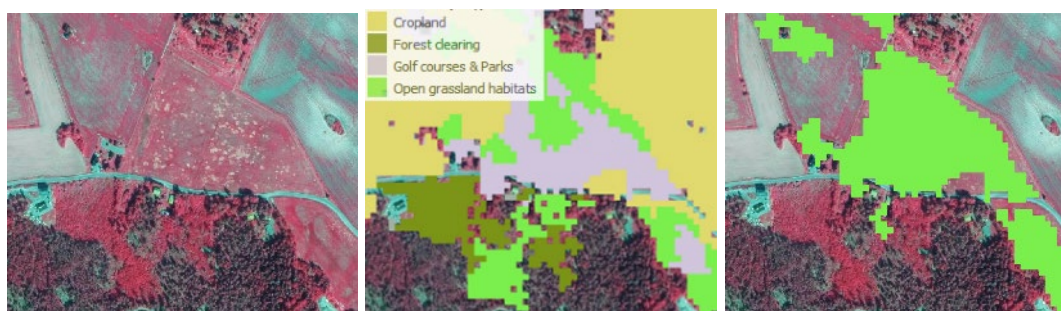 Cropland
Forest clearing
Golf courses & Parks
Open grassland habitats